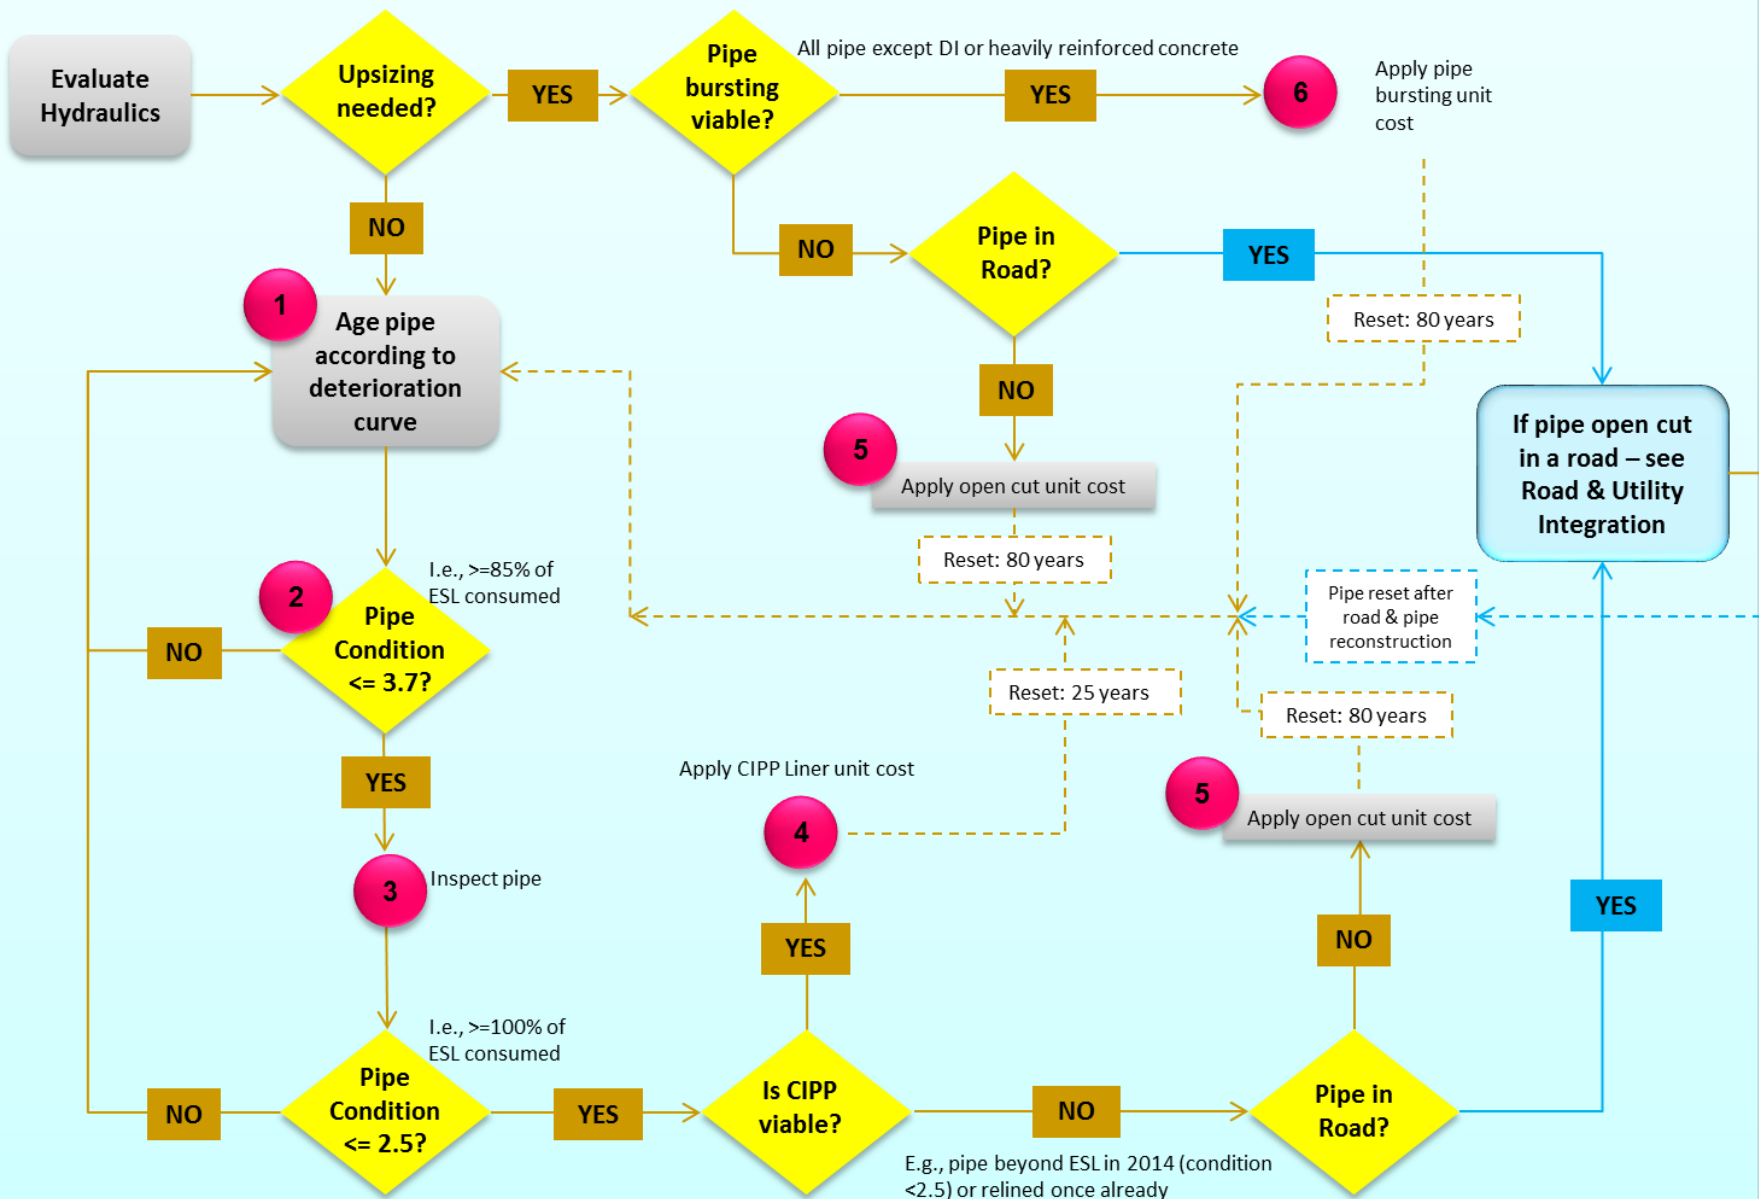 Evaluate
Hydraulics
Upsizing
needed?
YES
Pipe
bursting
viable?
All pipe except DI or heavily reinforced concrete
YES
6
Apply pipe
bursting unit
cost
NO
NO
Pipe in
Road?
YES
1
Age pipe
according to
deterioration
curve
Reset: 80 years
NO
5
Apply open cut unit cost
If pipe open cut
in a road – see
Road & Utility
Integration
Reset: 80 years
2
I.e., >=85% of
ESL consumed
Pipe
Condition
<= 3.7?
NO
Pipe reset after
road & pipe
reconstruction
Reset: 25 years
Reset: 80 years
YES
Apply CIPP Liner unit cost
4
5
Apply open cut unit cost
3
Inspect pipe
YES
NO
YES
I.e., >=100% of
ESL consumed
Pipe
Condition
<= 2.5?
NO
YES
Is CIPP
viable?
NO
Pipe in
Road?
E.g., pipe beyond ESL in 2014 (condition
<2.5) or relined once already